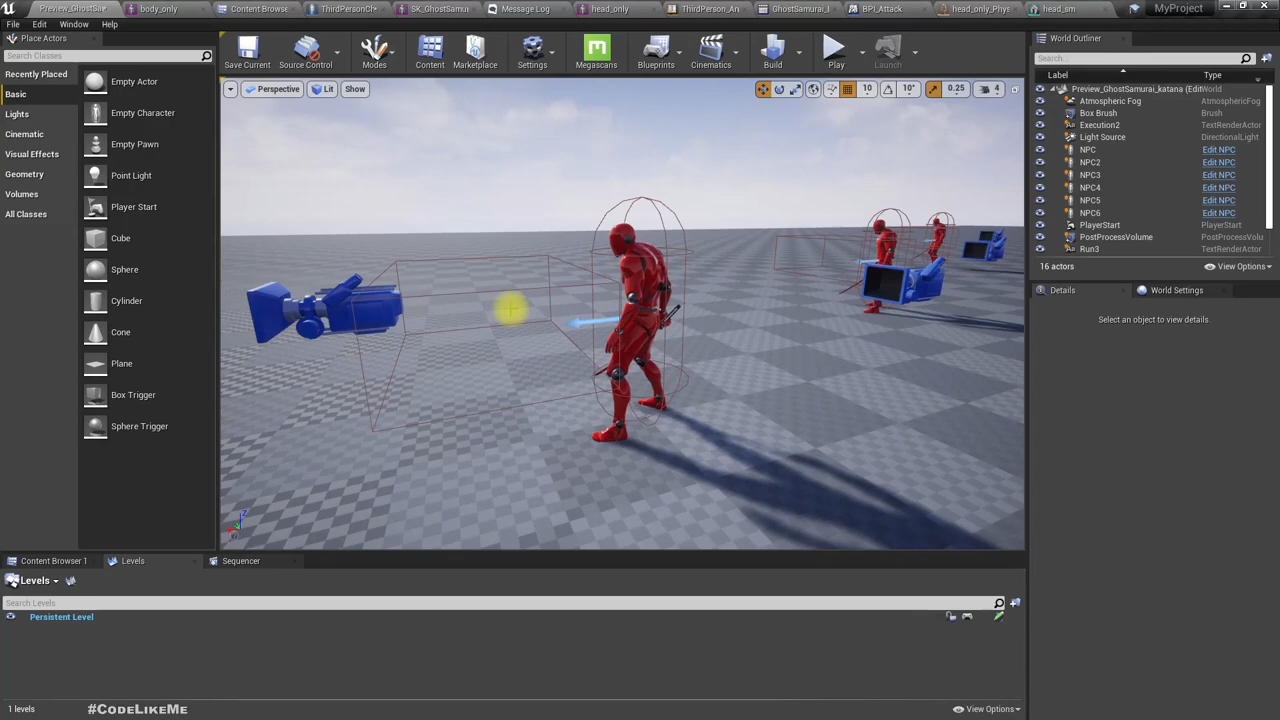 Preview_GhostSa
body_only
Content Browse
ThirdPersonCh
SK_GhostSamu
Message Log
head_only
ThirdPerson_An
GhostSamurai_
BPI_Attack
head_only_Phys
head_sm
MyProject
File
Edit
Window
Help
Place Actors
Search Classes
Recently Placed
Basic
Lights
Cinematic
Visual Effects
Geometry
Volumes
All Classes
Empty Actor
Empty Character
Empty Pawn
Point Light
Player Start
Cube
Sphere
Cylinder
Cone
Plane
Box Trigger
Sphere Trigger
Save Current
Source Control
Modes
Content
Marketplace
Settings
Megascans
Blueprints
Cinematics
Build
Play
Launch
Perspective
Lit
Show
10
10°
0.25
4
World Outliner
Search...
Label
Type
Preview_GhostSamurai_katana (Edit
World
Atmospheric Fog
AtmosphericFog
Box Brush
Brush
Execution2
TextRenderActor
Light Source
DirectionalLight
NPC
Edit NPC
NPC2
Edit NPC
NPC3
Edit NPC
NPC4
Edit NPC
NPC5
Edit NPC
NPC6
Edit NPC
PlayerStart
PlayerStart
PostProcessVolume
PostProcessVolu
Run3
TextRenderActor
16 actors
View Options
Details
World Settings
Select an object to view details.
Content Browser 1
Levels
Sequencer
Levels
Search Levels
Persistent Level
1 levels
#CodeLikeMe
View Options